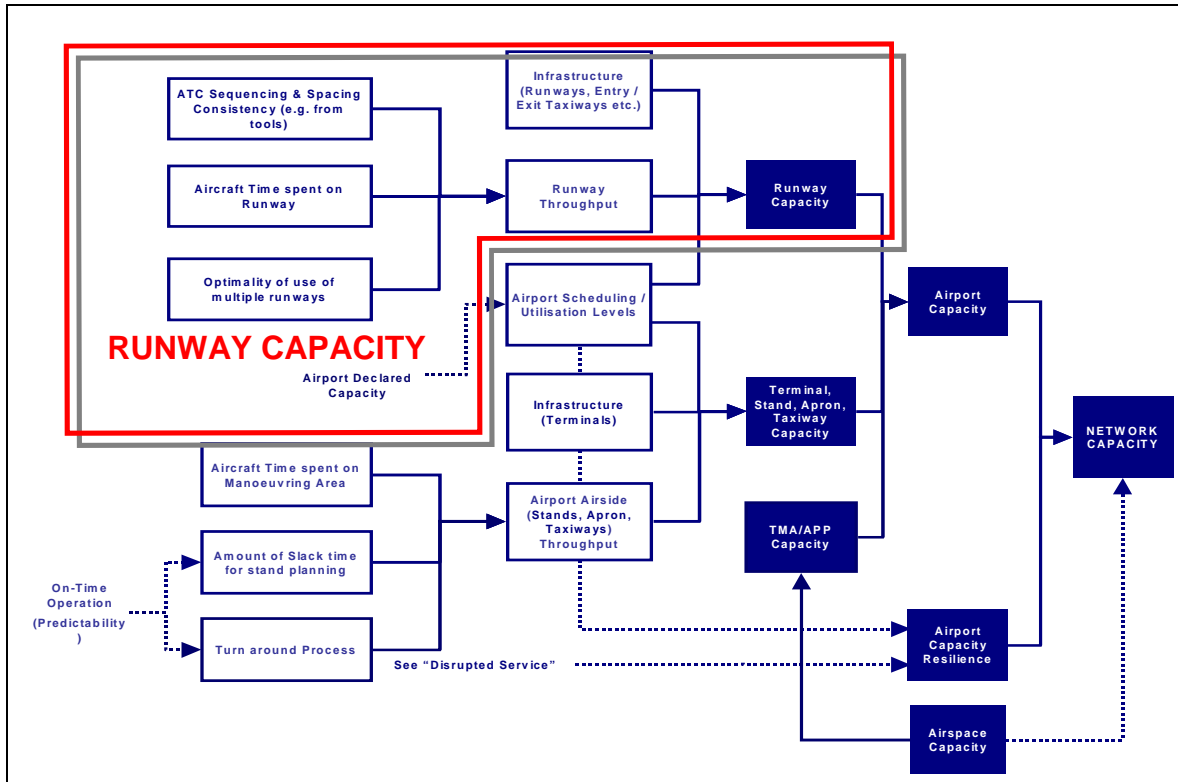 ATC Sequencing & Spacing
Consistency (e.g. from
tools)
Infrastructure
(Runways, Entry /
Exit Taxiways etc.)
Aircraft Time spent on
Runway
Runway
Throughput
Runway
Capacity
Optimality of use of
multiple runways
Airport Scheduling /
Utilisation Levels
Airport
Capacity
RUNWAY CAPACITY
Airport Declared
Capacity
Infrastructure
(Terminals)
Terminal,
Stand, Apron,
Taxiway
Capacity
NETWORK
CAPACITY
Aircraft Time spent on
Manoeuvring Area
Airport Airside
(Stands, Apron,
Taxiways)
Throughput
TMA/APP
Capacity
Amount of Slack time
for stand planning
On-Time
Operation
(Predictability
)
Turn around Process
See “Disrupted Service”
Airport
Capacity
Resilience
Airspace
Capacity